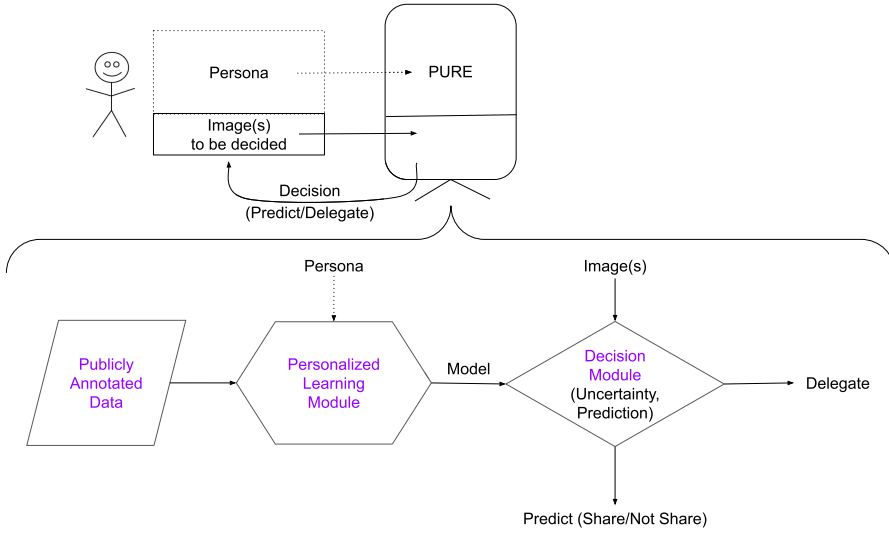 Persona
PURE
Image(s)
to be decided
Decision
(Predict/Delegate)
Persona
Image(s)
Publicly
Annotated
Data
Personalized
Learning
Module
Model
Decision
Module
(Uncertainty,
Prediction)
Delegate
Predict (Share/Not Share)